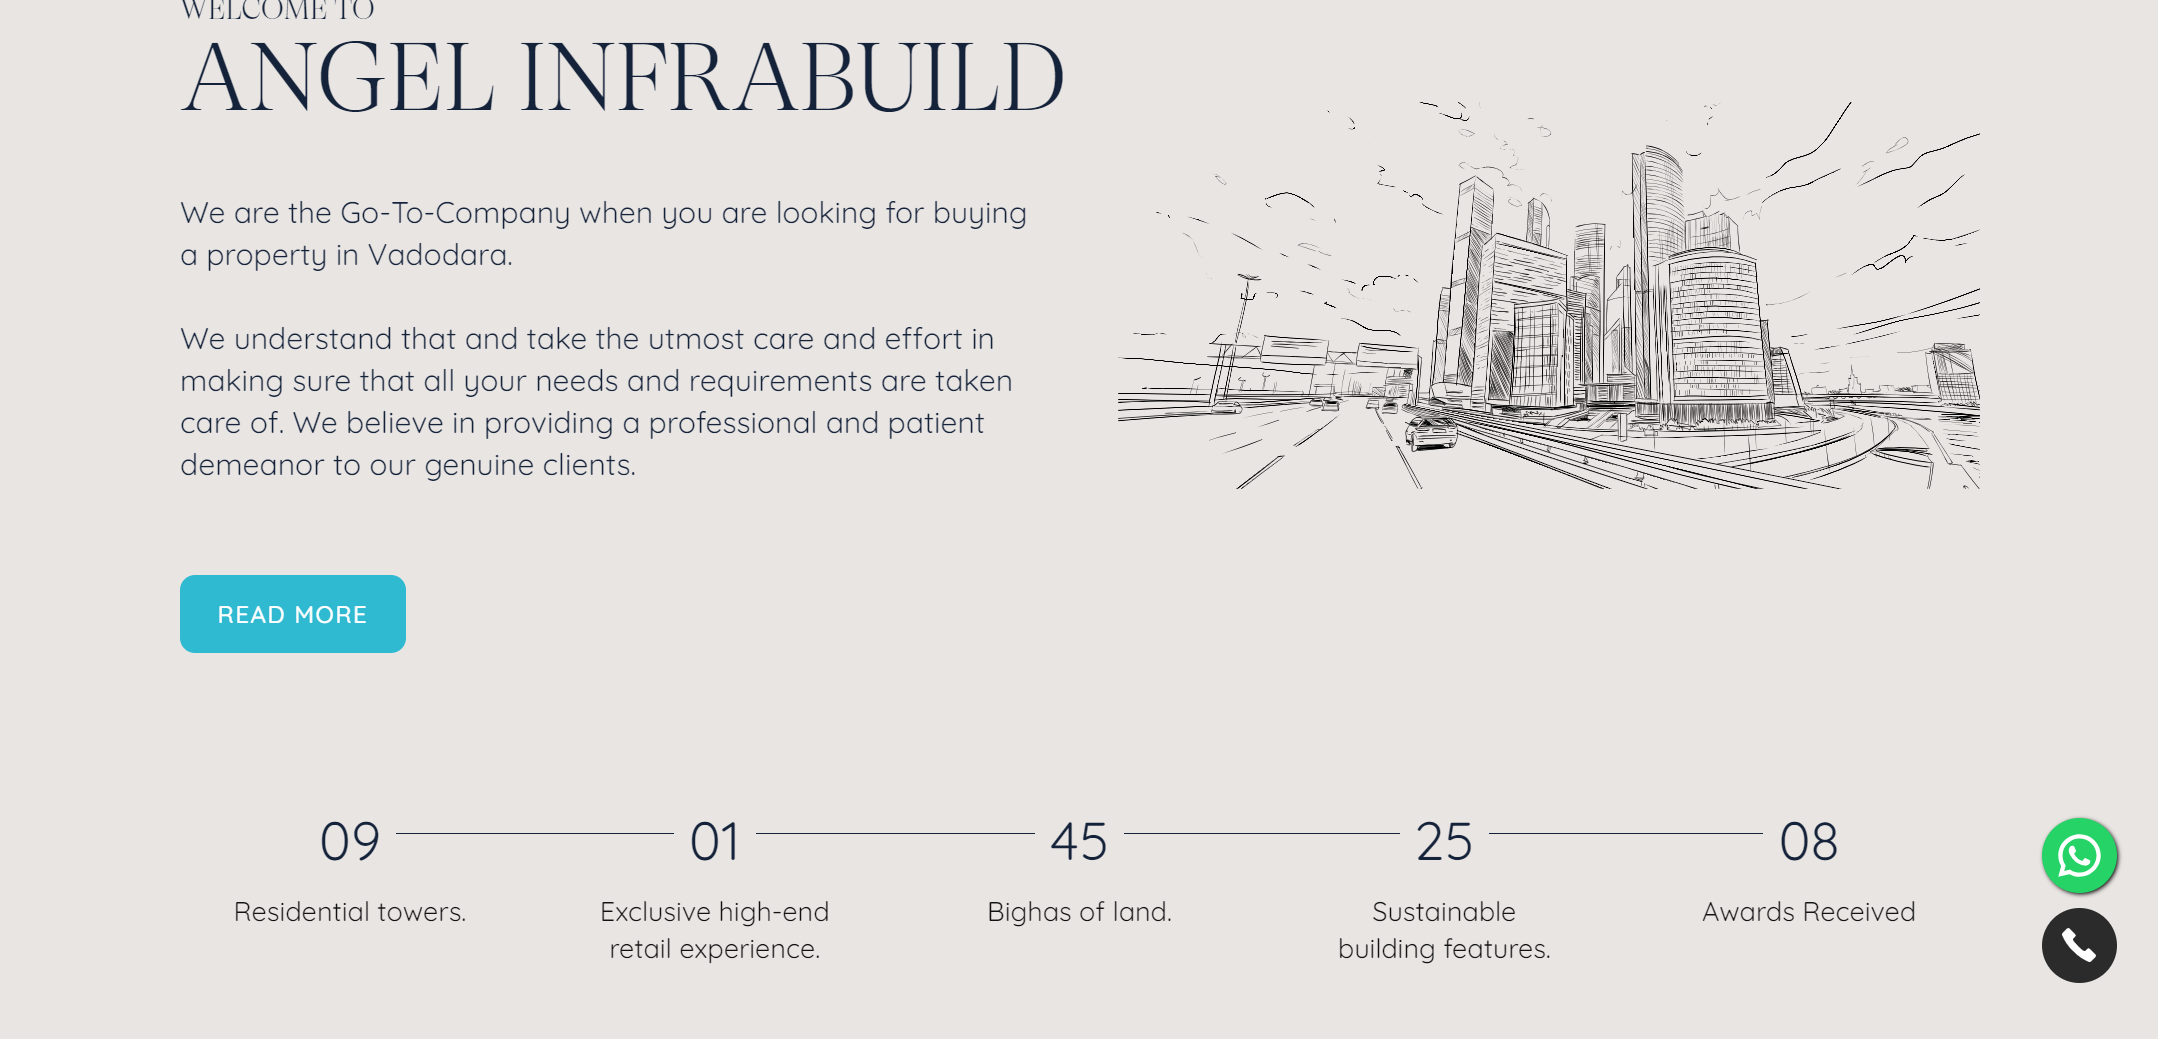 WELCOME TO
ANGEL INFRABUILD
We are the Go-To-Company when you are looking for buying
a property in Vadodara.
We understand that and take the utmost care and effort in
making sure that all your needs and requirements are taken
care of. We believe in providing a professional and patient
demeanor to our genuine clients.
READ MORE
09
Residential towers.
01
Exclusive high-end
retail experience.
45
Bighas of land.
25
Sustainable
building features.
08
Awards Received